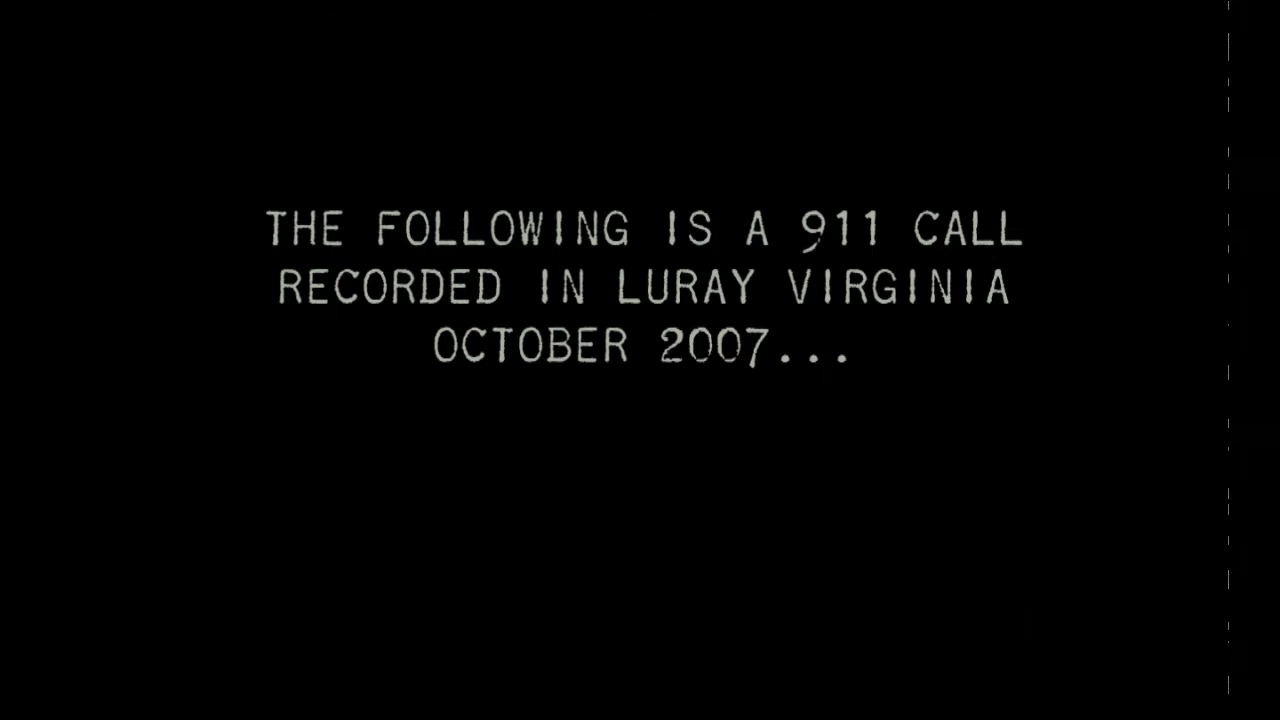 THE FOLLOWING IS A 911 CALL
RECORDED IN LURAY VIRGINIA
OCTOBER 2007...